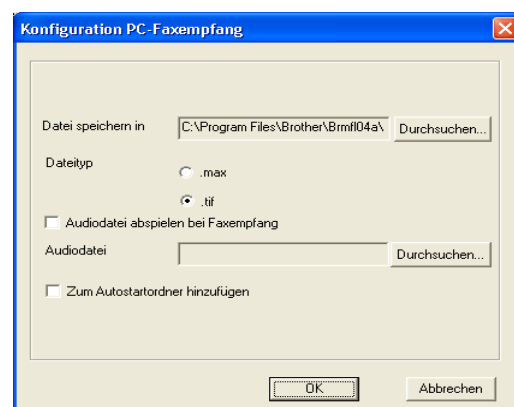 Konfiguration PC-Faxempfang
Datei speichern in C:\Program Files\Brother\Brmfl04a\ Durchsuchen...
Dateityp
.max
.tif
Audiodatei abspielen bei Faxempfang
Audiodatei Durchsuchen...
Zum Autostartordner hinzufügen
OK Abbrechen